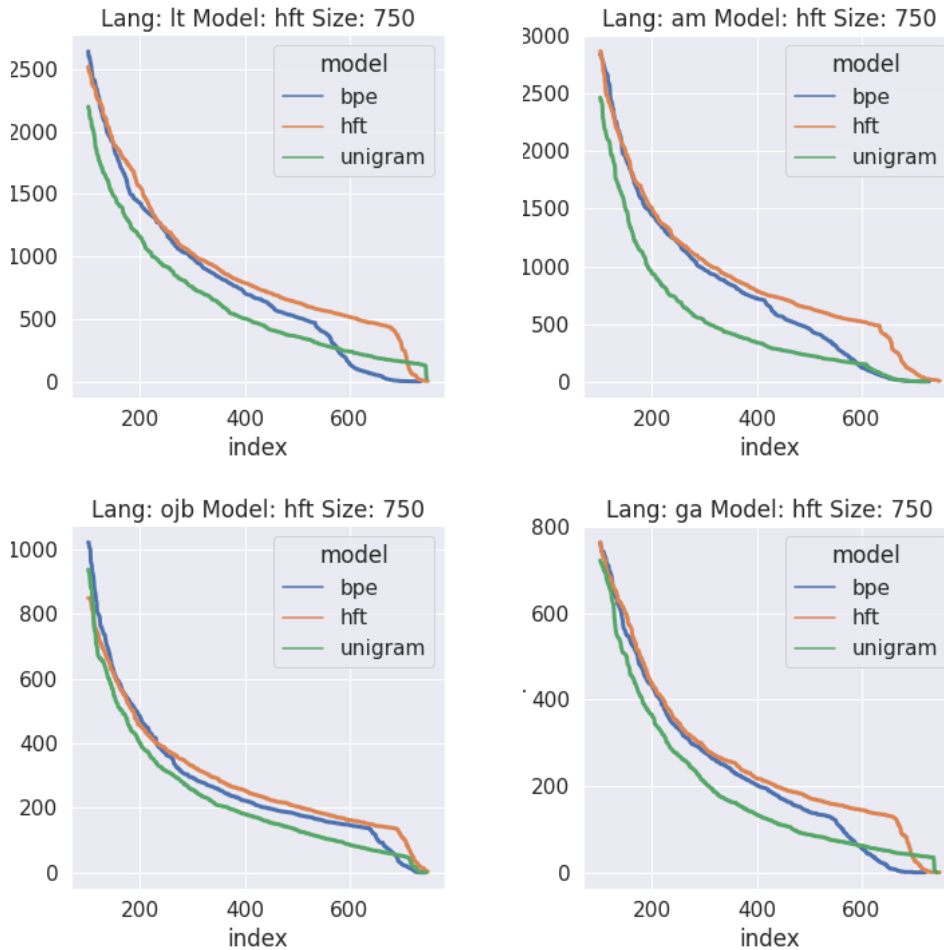 Lang: lt Model: hft Size: 750
model
bpe
hft
unigram
2500
2000
1500
1000
500
0
200 400 600
index
Lang: am Model: hft Size: 750
model
bpe
hft
unigram
3000
2500
2000
1500
1000
500
0
200 400 600
index
Lang: ojb Model: hft Size: 750
model
bpe
hft
unigram
1000
800
600
400
200
0
200 400 600
index
Lang: ga Model: hft Size: 750
model
bpe
hft
unigram
800
600
400
200
0
200 400 600
index